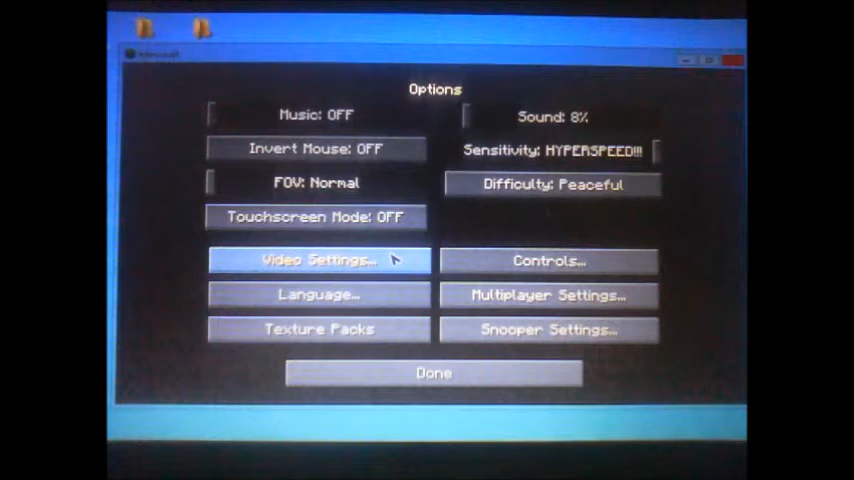 Minecraft
Options
Music: OFF
Sound: 8%
Invert Mouse: OFF
Sensitivity: HYPERSPEED!!!
FOV: Normal
Difficulty: Peaceful
Touchscreen Mode: OFF
Video Settings...
Controls...
Language...
Multiplayer Settings...
Texture Packs
Snooper Settings...
Done